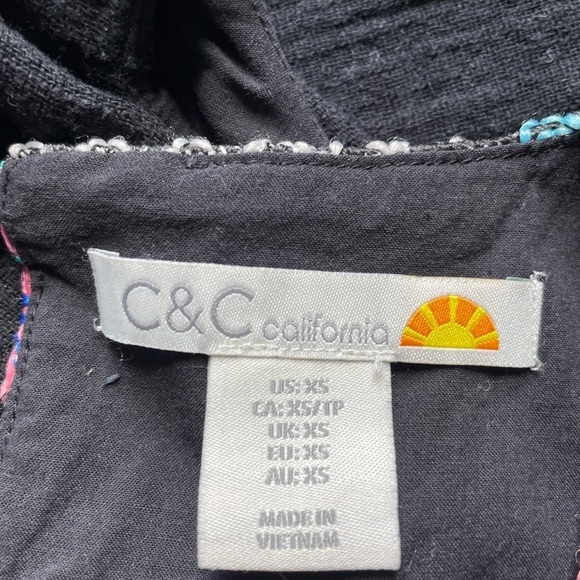 C&C california
US: XS
CA: XS/TP
UK: XS
EU: XS
AU: XS
MADE IN
VIETNAM